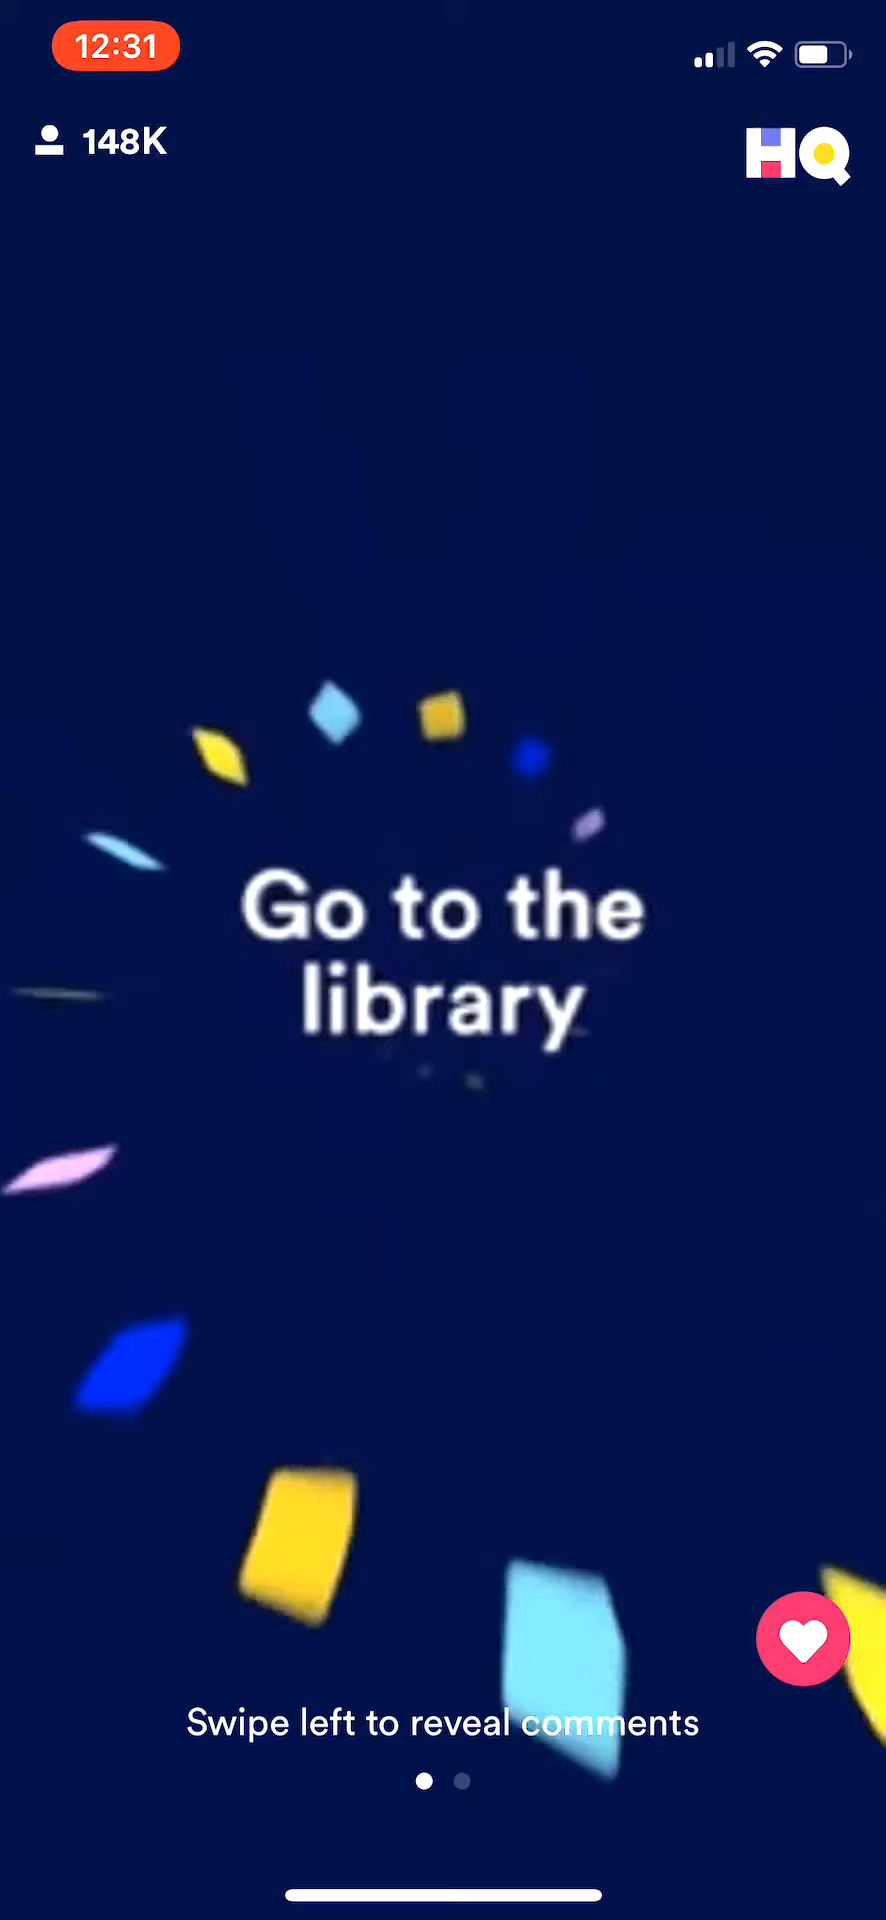 12:31
148K
HQ
Go to the
library
Swipe left to reveal comments